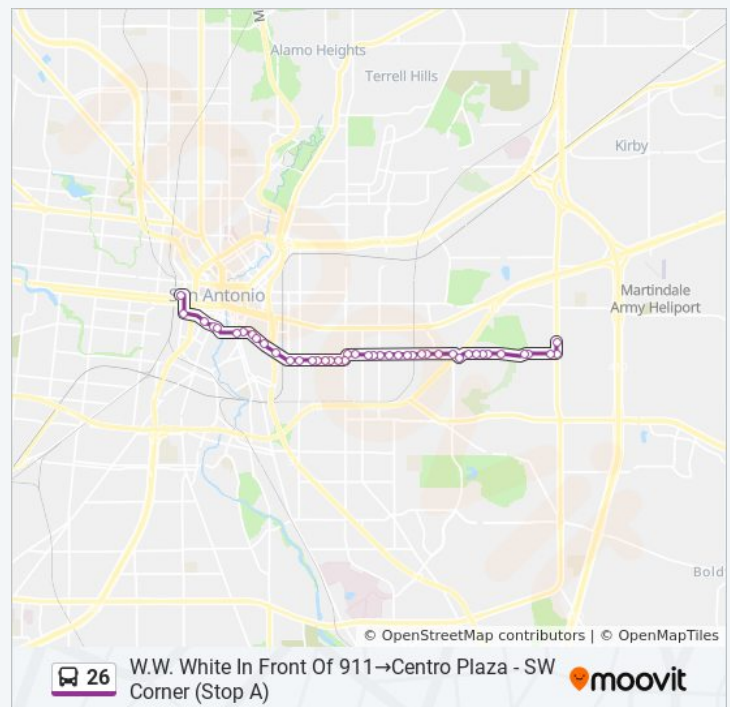 M
Alamo Heights
Terrell Hills
Kirby
San Antonio
Martindale
Army Heliport
Bold
© OpenStreetMap contributors | © OpenMapTiles
26
W.W. White In Front Of 911→Centro Plaza - SW
Corner (Stop A)
moovit